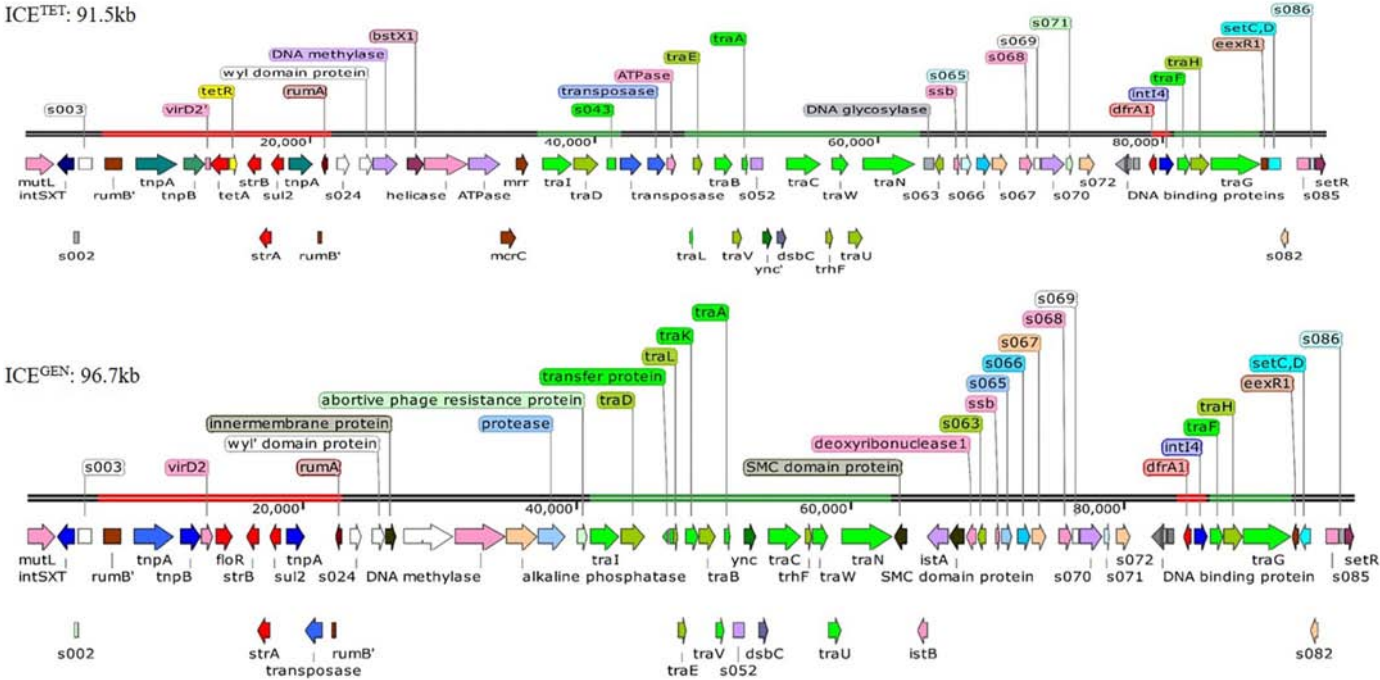 ICE^TET: 91.5kb
s086
s071
setC,D
traA
s069
eexR1
bstX1
traE
s068
traH
DNA methylase
ATPase
s065
traF
wyl domain protein
transposase
ssb
intI4
tetR
rumA
s043
DNA glycosylase
dfrA1
s003
virD2'
20,000
40,000
60,000
80,000
mutL
tnpA
strB
tnpA
mrr
traI
traB
traC
traN
s072
traG
setR
intSXT
rumB'
tnpB
tetA
sul2
s024
helicase
ATPase
traD
transposase
s052
traW
s063
s066
s067
s070
DNA binding proteins
s085
s002
strA
rumB'
mcrC
traL
traV
dsbC
traU
s082
ync'
trhF
ICE^GEN: 96.7kb
s069
traA
s068
traK
s067
s086
traL
s066
setC,D
transfer protein
s065
eexR1
abortive phage resistance protein
traD
ssb
traH
innermembrane protein
protease
s063
traF
wyl' domain protein
deoxyribonuclease1
intI4
s003
virD2
rumA
SMC domain protein
dfrA1
20,000
40,000
60,000
80,000
mutL
tnpA
floR
tnpA
traI
ync
traC
traN
istA
s072
traG
setR
intSXT
rumB'
tnpB
strB
sul2
s024
DNA methylase
alkaline phosphatase
traB
trhF
traW
SMC domain protein
s070
s071
DNA binding protein
s085
s002
strA
rumB'
traV
dsbC
traU
istB
s082
transposase
traE
s052